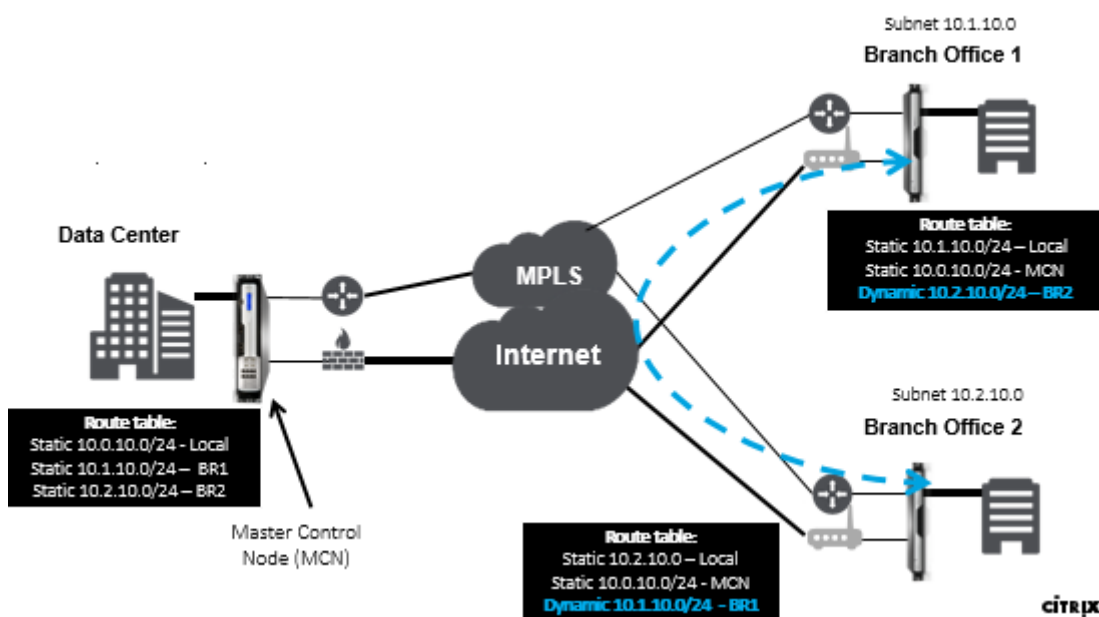 Subnet 10.1.10.0
Branch Office 1
Route table:
Static 10.1.10.0/24 – Local
Static 10.0.10.0/24 - MCN
Dynamic 10.2.10.0/24 – BR2
Data Center
MPLS
Internet
Route table:
Static 10.0.10.0/24 - Local
Static 10.1.10.0/24 – BR1
Static 10.2.10.0/24 – BR2
Master Control
Node (MCN)
Subnet 10.2.10.0
Branch Office 2
Route table:
Static 10.2.10.0 – Local
Static 10.0.10.0/24 - MCN
Dynamic 10.1.10.0/24 - BR1
CITRIX